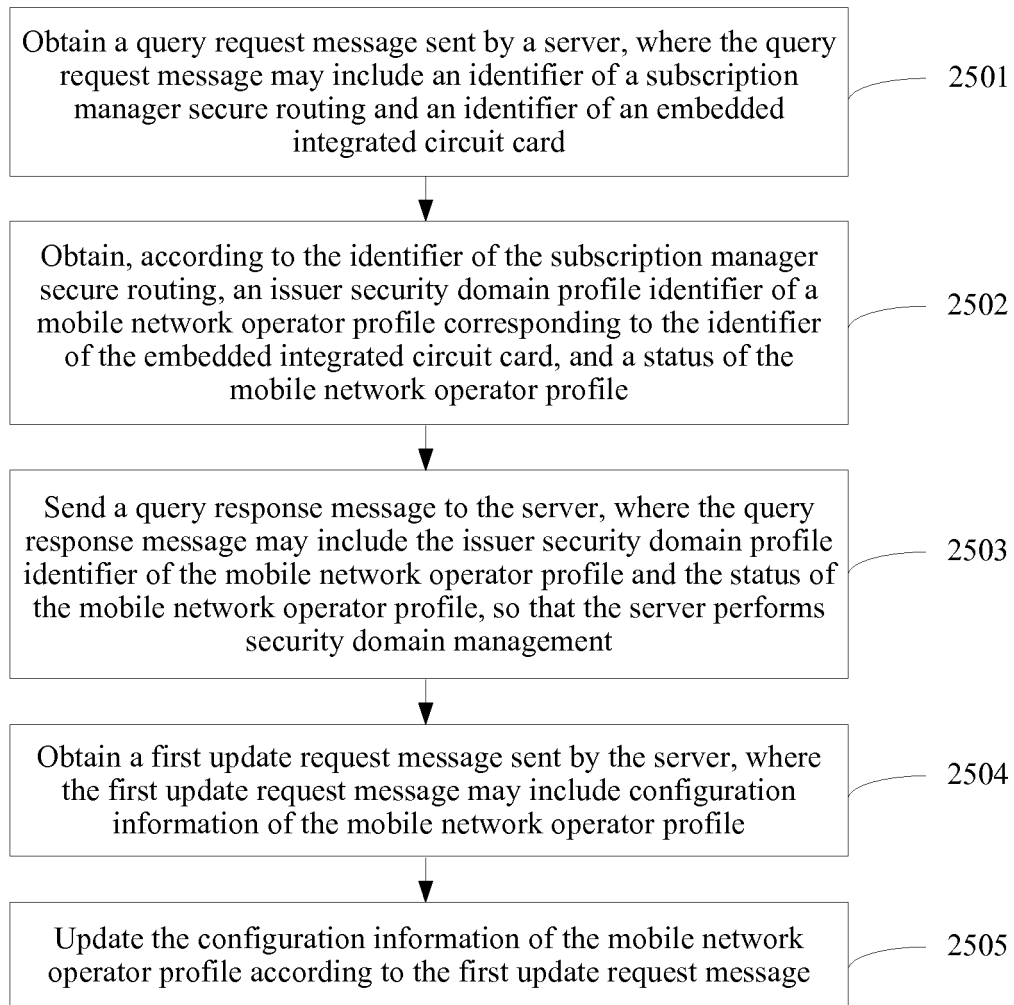 Obtain a query request message sent by a server, where the query
request message may include an identifier of a subscription
manager secure routing and an identifier of an embedded
integrated circuit card
2501
Obtain, according to the identifier of the subscription manager
secure routing, an issuer security domain profile identifier of a
mobile network operator profile corresponding to the identifier
of the embedded integrated circuit card, and a status of the
mobile network operator profile
2502
Send a query response message to the server, where the query
response message may include the issuer security domain profile
identifier of the mobile network operator profile and the status of
the mobile network operator profile, so that the server performs
security domain management
2503
Obtain a first update request message sent by the server, where
the first update request message may include configuration
information of the mobile network operator profile
2504
Update the configuration information of the mobile network
operator profile according to the first update request message
2505